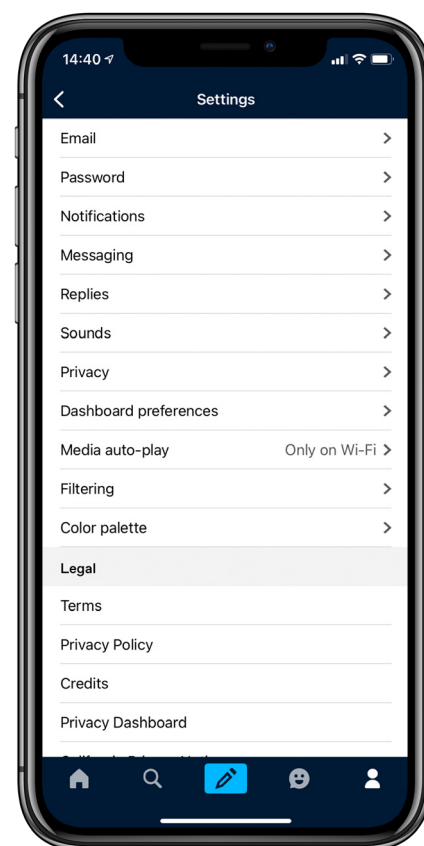 14:40
Settings
Email
Password
Notifications
Messaging
Replies
Sounds
Privacy
Dashboard preferences
Media auto-play Only on Wi-Fi
Filtering
Color palette
Legal
Terms
Privacy Policy
Credits
Privacy Dashboard